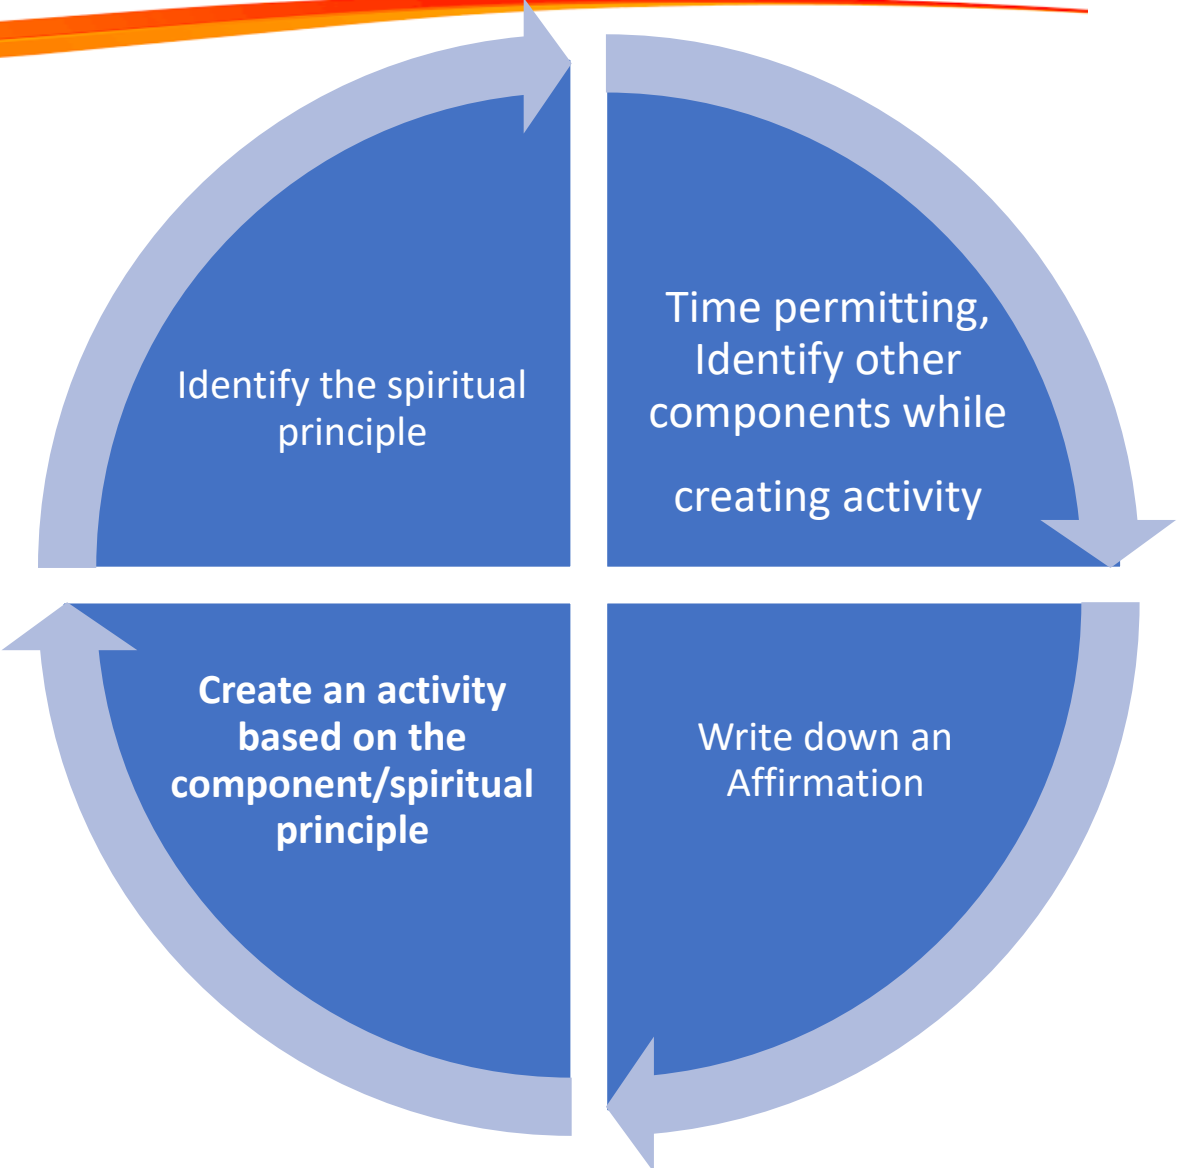 Identify the spiritual
principle
Time permitting,
Identify other
components while
creating activity
Create an activity
based on the
component/spiritual
principle
Write down an
Affirmation